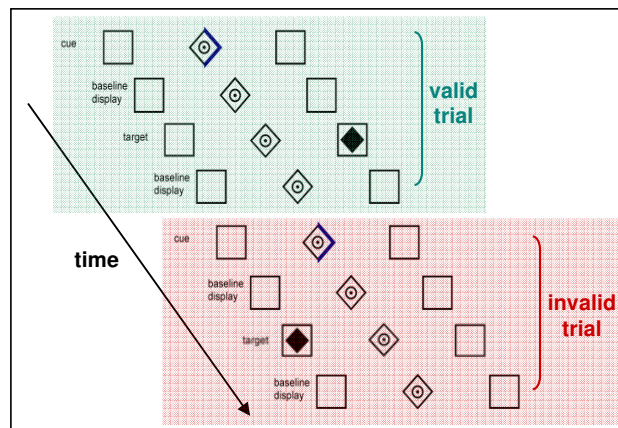 cue
baseline
display
valid
trial
target
baseline
display
time
cue
baseline
display
invalid
trial
target
baseline
display